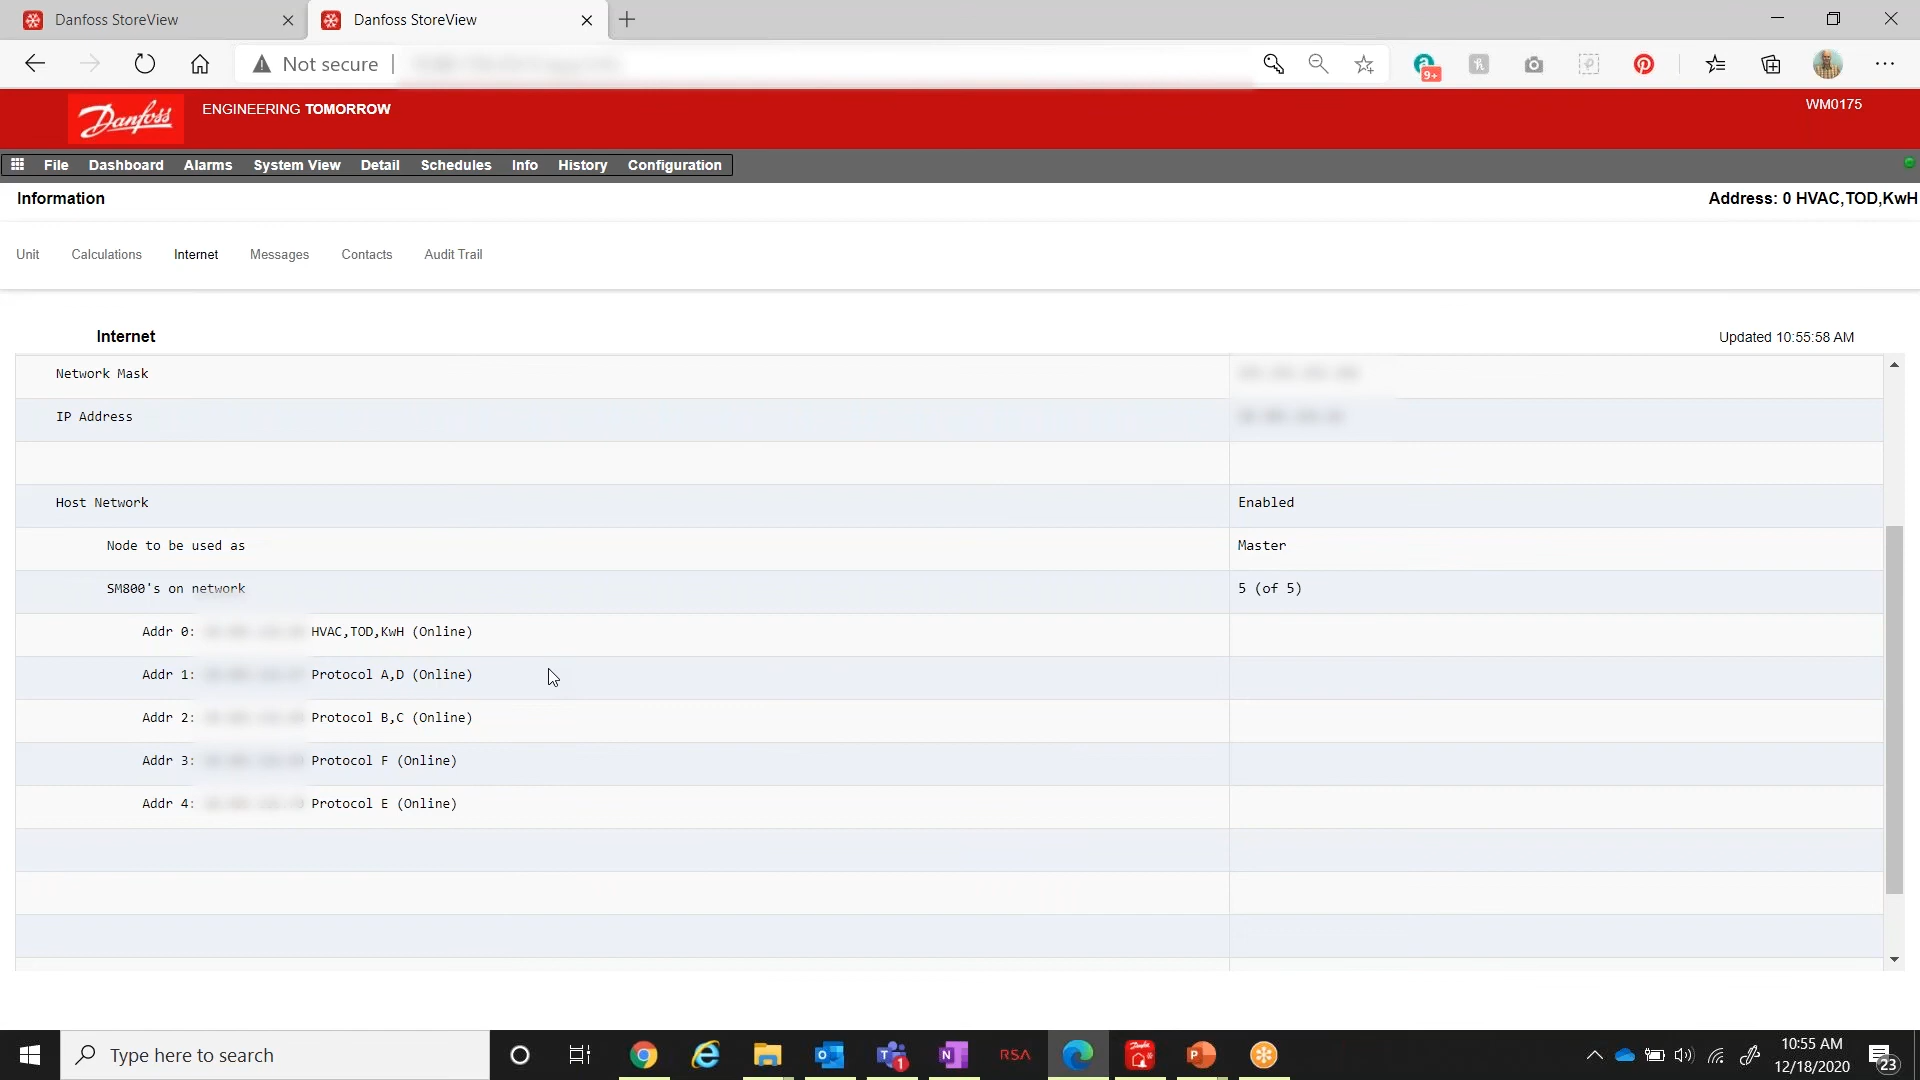 Danfoss StoreView
Danfoss StoreView
Not secure
9+
Danfoss
ENGINEERING TOMORROW
WM0175
File Dashboard Alarms System View Detail Schedules Info History Configuration
Information
Address: 0 HVAC,TOD,KwH
Unit Calculations Internet Messages Contacts Audit Trail
Internet
Updated 10:55:58 AM
Network Mask
IP Address
Host Network Enabled
Node to be used as Master
SM800's on network 5 (of 5)
Addr 0: HVAC,TOD,KwH (Online)
Addr 1: Protocol A,D (Online)
Addr 2: Protocol B,C (Online)
Addr 3: Protocol F (Online)
Addr 4: Protocol E (Online)
Type here to search
RSA
1
10:55 AM
12/18/2020
23